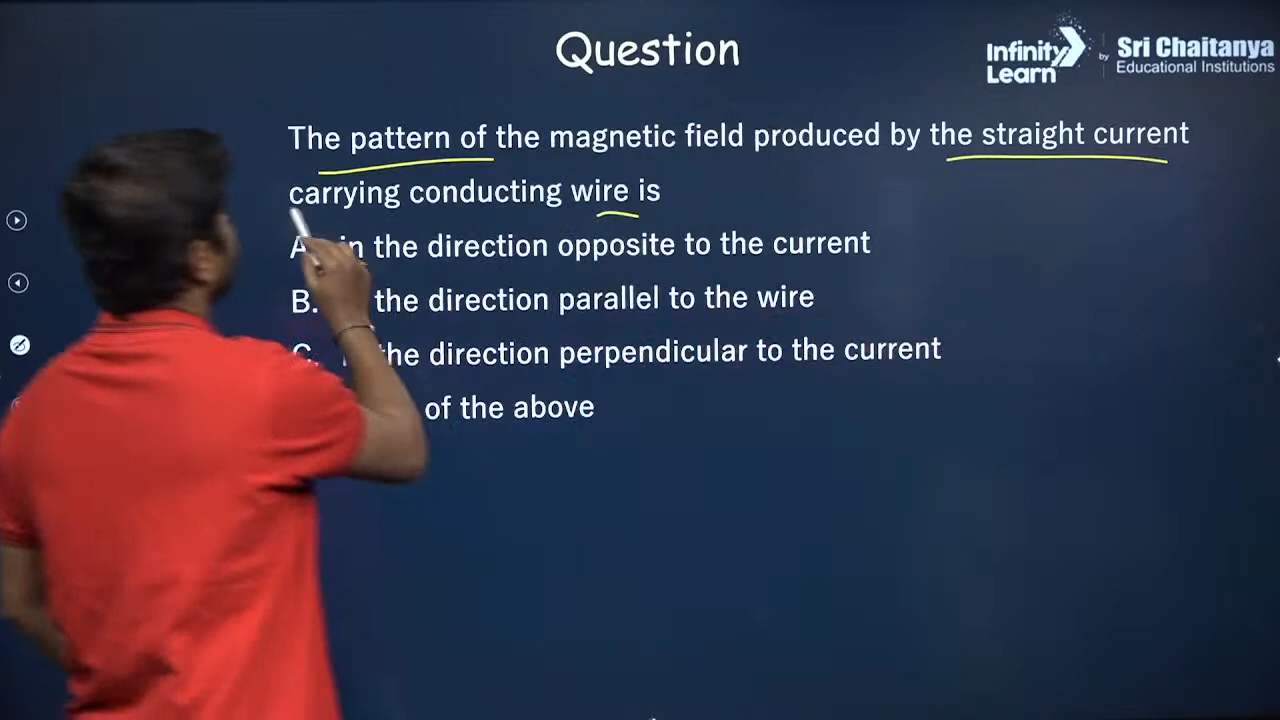 Question
Infinity Learn
by
Sri Chaitanya
Educational Institutions
The pattern of the magnetic field produced by the straight current
carrying conducting wire is
in the direction opposite to the current
B. the direction parallel to the wire
C. the direction perpendicular to the current
of the above